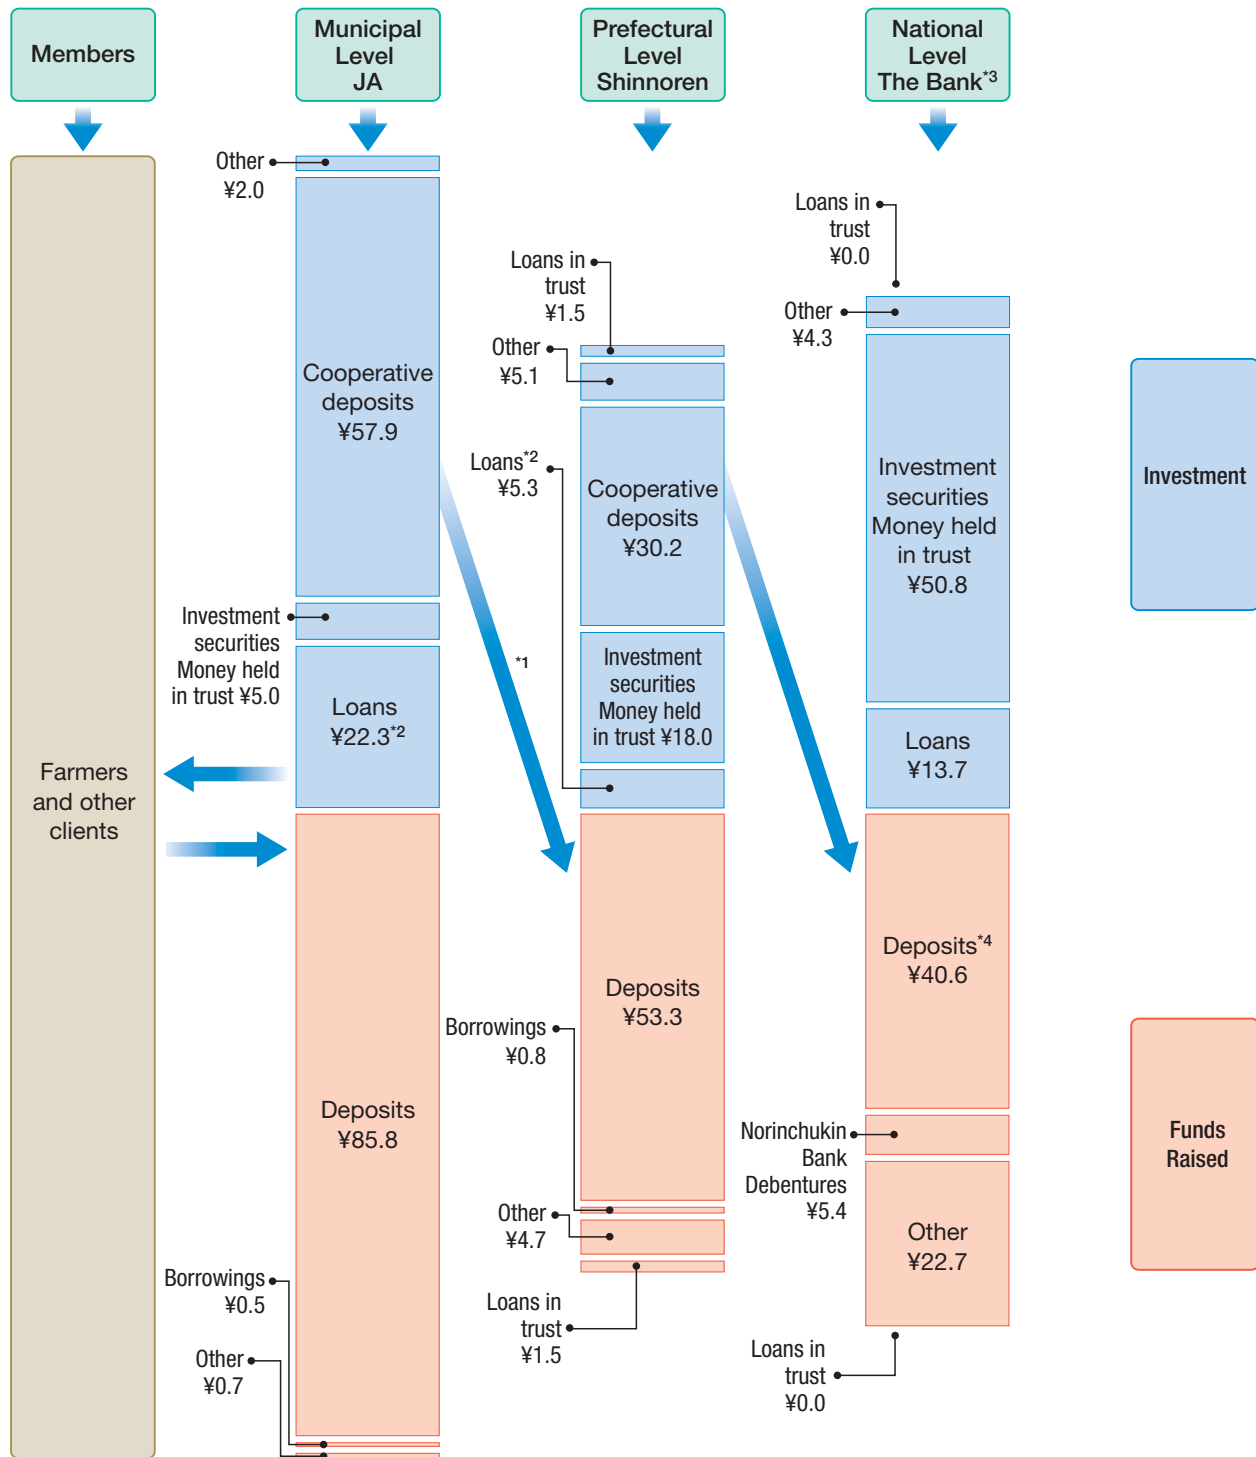 Members
Municipal
Level
JA
Prefectural
Level
Shinnoren
National
Level
The Bank*3
Farmers
and other
clients
Other
¥2.0
Cooperative
deposits
¥57.9
Investment
securities
Money held
in trust ¥5.0
Loans
¥22.3*2
Deposits
¥85.8
Borrowings
¥0.5
Other
¥0.7
*1
Loans in
trust
¥1.5
Other
¥5.1
Cooperative
deposits
¥30.2
Loans*2
¥5.3
Investment
securities
Money held
in trust ¥18.0
Deposits
¥53.3
Borrowings
¥0.8
Other
¥4.7
Loans in
trust
¥1.5
Loans in
trust
¥0.0
Other
¥4.3
Investment
securities
Money held
in trust
¥50.8
Loans
¥13.7
Deposits*4
¥40.6
Norinchukin
Bank
Debentures
¥5.4
Other
¥22.7
Loans in
trust
¥0.0
Investment
Funds
Raised